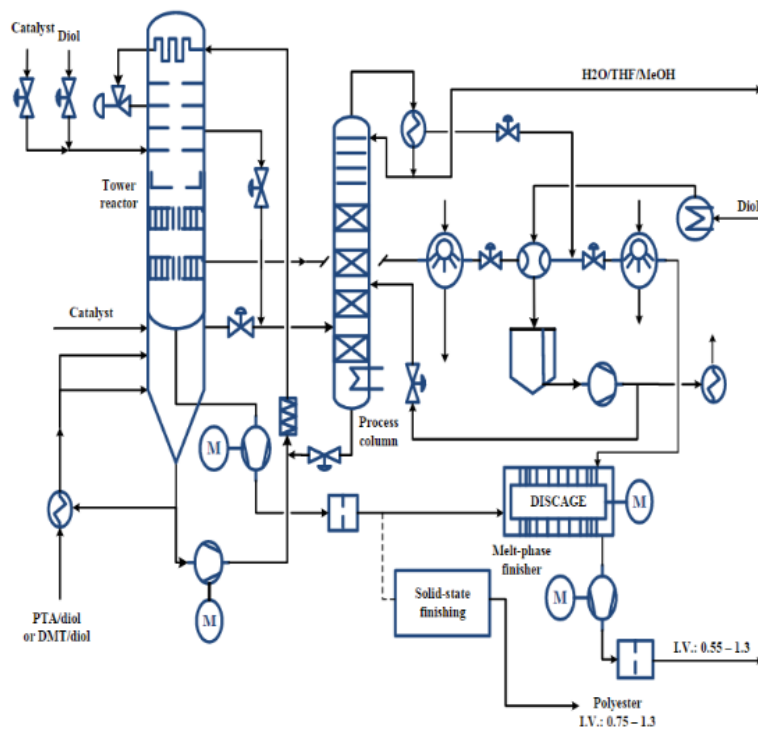 Catalyst
Diol
H2O/THF/MeOH
Tower
reactor
Diol
Catalyst
Process
column
M
DISCAGE
M
Melt-phase
finisher
Solid-state
finishing
M
M
PTA/diol
or DMT/diol
I.V.: 0.55 – 1.3
Polyester
I.V.: 0.75 – 1.3